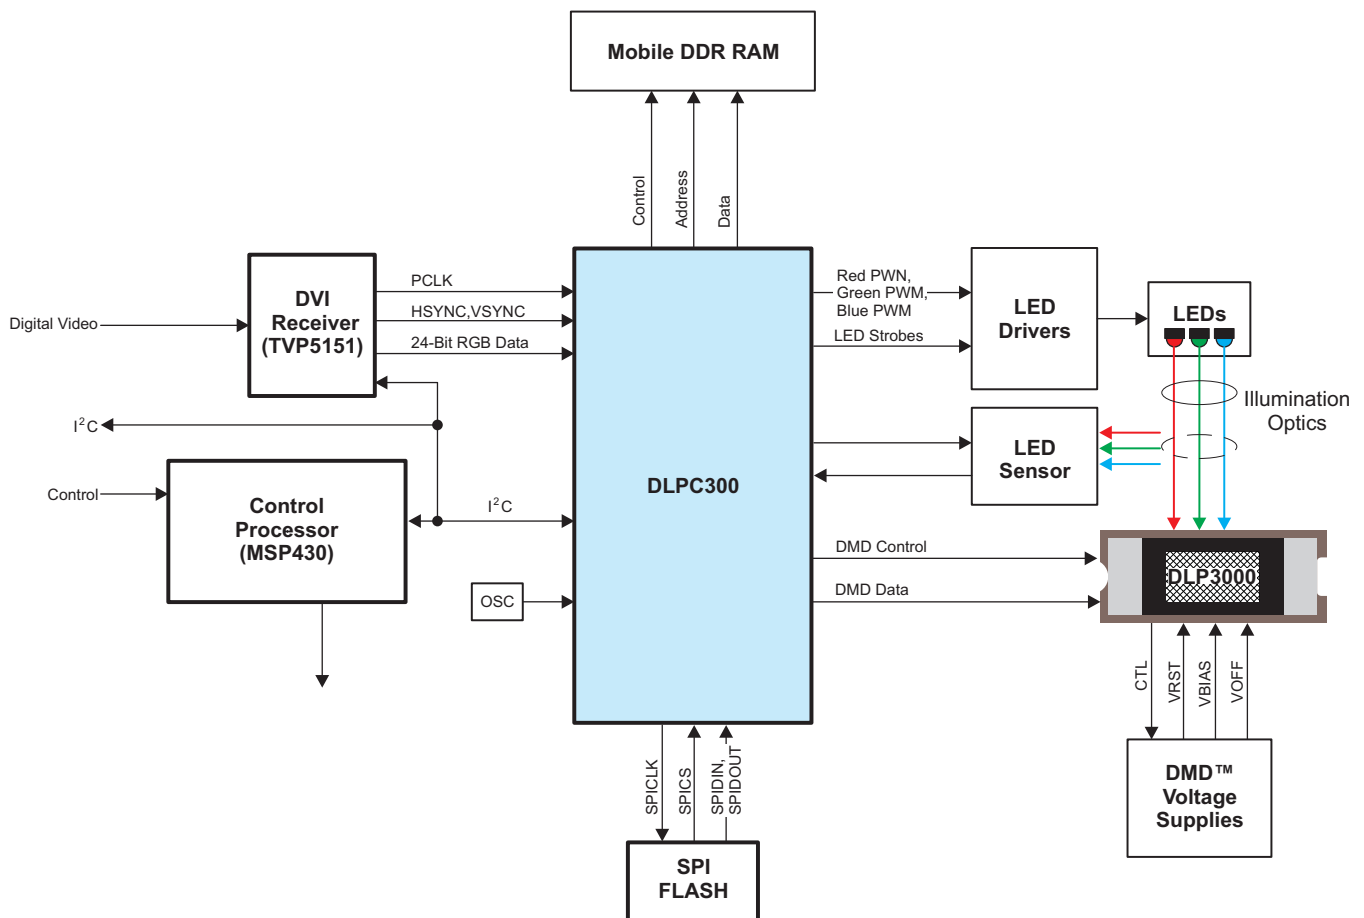 Mobile DDR RAM
Control
Address
Data
DVI
Receiver
(TVP5151)
Digital Video
PCLK
HSYNC,VSYNC
24-Bit RGB Data
I²C
Control
Control
Processor
(MSP430)
I²C
OSC
DLPC300
Red PWN,
Green PWM,
Blue PWM
LED Strobes
LED
Drivers
LEDs
Illumination
Optics
LED
Sensor
DMD Control
DMD Data
DLP3000
CTL
VRST
VBIAS
VOFF
DMD™
Voltage
Supplies
SPICLK
SPICS
SPIDIN,
SPIDOUT
SPI
FLASH